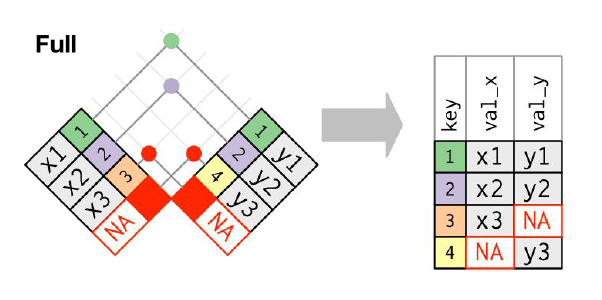 Full
1 x1
2 x2
3 x3
NA
1 y1
2 y2
4 y3
NA
key val_x val_y
1 x1 y1
2 x2 y2
3 x3 NA
4 NA y3